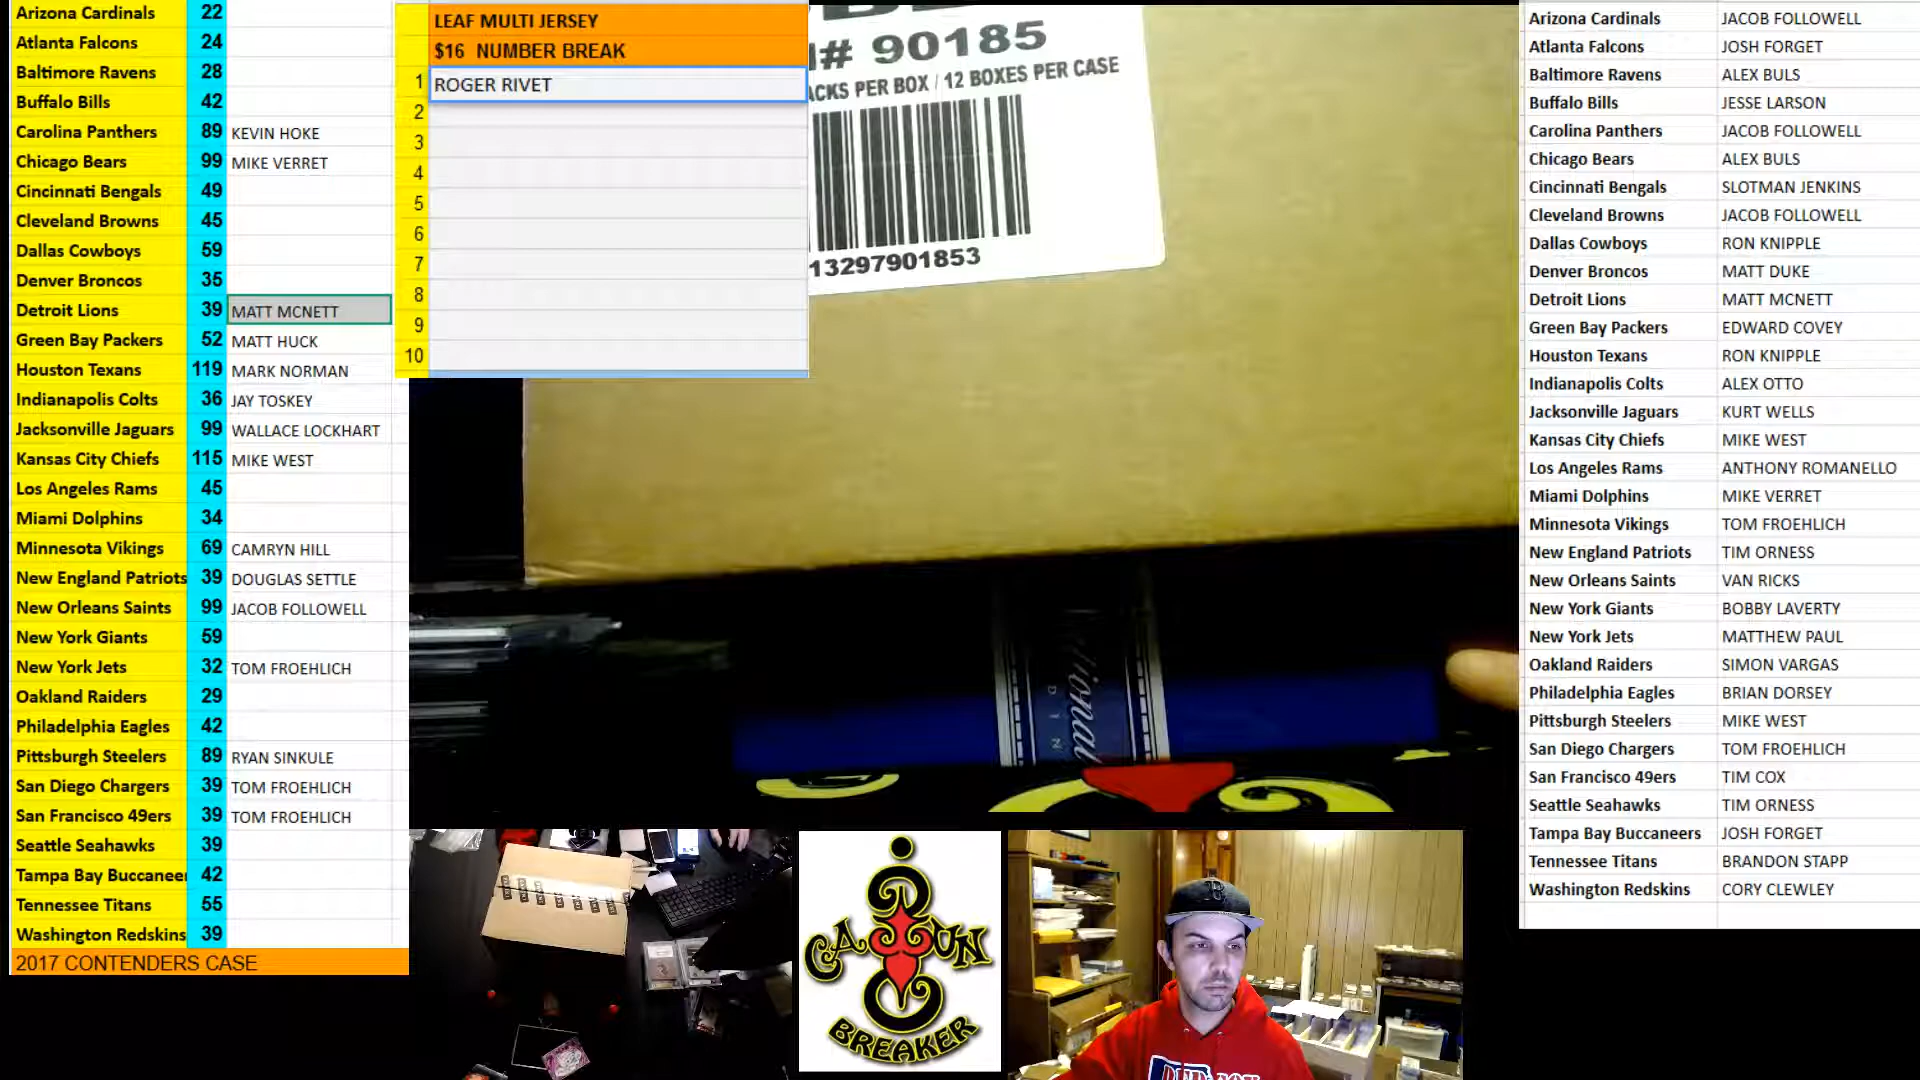 Arizona Cardinals 22
Atlanta Falcons 24
Baltimore Ravens 28
Buffalo Bills 42
Carolina Panthers 89 KEVIN HOKE
Chicago Bears 99 MIKE VERRET
Cincinnati Bengals 49
Cleveland Browns 45
Dallas Cowboys 59
Denver Broncos 35
Detroit Lions 39 MATT MCNETT
Green Bay Packers 52 MATT HUCK
Houston Texans 119 MARK NORMAN
Indianapolis Colts 36 JAY TOSKEY
Jacksonville Jaguars 99 WALLACE LOCKHART
Kansas City Chiefs 115 MIKE WEST
Los Angeles Rams 45
Miami Dolphins 34
Minnesota Vikings 69 CAMRYN HILL
New England Patriots 39 DOUGLAS SETTLE
New Orleans Saints 99 JACOB FOLLOWELL
New York Giants 59
New York Jets 32 TOM FROEHLICH
Oakland Raiders 29
Philadelphia Eagles 42
Pittsburgh Steelers 89 RYAN SINKULE
San Diego Chargers 39 TOM FROEHLICH
San Francisco 49ers 39 TOM FROEHLICH
Seattle Seahawks 39
Tampa Bay Buccaneer 42
Tennessee Titans 55
Washington Redskins 39
2017 CONTENDERS CASE
LEAF MULTI JERSEY
$16 NUMBER BREAK
1 ROGER RIVET
2
3
4
5
6
7
8
9
10
# 90185
ACKS PER BOX / 12 BOXES PER CASE
13297901853
CAJUN
BREAKER
Arizona Cardinals JACOB FOLLOWELL
Atlanta Falcons JOSH FORGET
Baltimore Ravens ALEX BULS
Buffalo Bills JESSE LARSON
Carolina Panthers JACOB FOLLOWELL
Chicago Bears ALEX BULS
Cincinnati Bengals SLOTMAN JENKINS
Cleveland Browns JACOB FOLLOWELL
Dallas Cowboys RON KNIPPLE
Denver Broncos MATT DUKE
Detroit Lions MATT MCNETT
Green Bay Packers EDWARD COVEY
Houston Texans RON KNIPPLE
Indianapolis Colts ALEX OTTO
Jacksonville Jaguars KURT WELLS
Kansas City Chiefs MIKE WEST
Los Angeles Rams ANTHONY ROMANELLO
Miami Dolphins MIKE VERRET
Minnesota Vikings TOM FROEHLICH
New England Patriots TIM ORNESS
New Orleans Saints VAN RICKS
New York Giants BOBBY LAVERTY
New York Jets MATTHEW PAUL
Oakland Raiders SIMON VARGAS
Philadelphia Eagles BRIAN DORSEY
Pittsburgh Steelers MIKE WEST
San Diego Chargers TOM FROEHLICH
San Francisco 49ers TIM COX
Seattle Seahawks TIM ORNESS
Tampa Bay Buccaneers JOSH FORGET
Tennessee Titans BRANDON STAPP
Washington Redskins CORY CLEWLEY